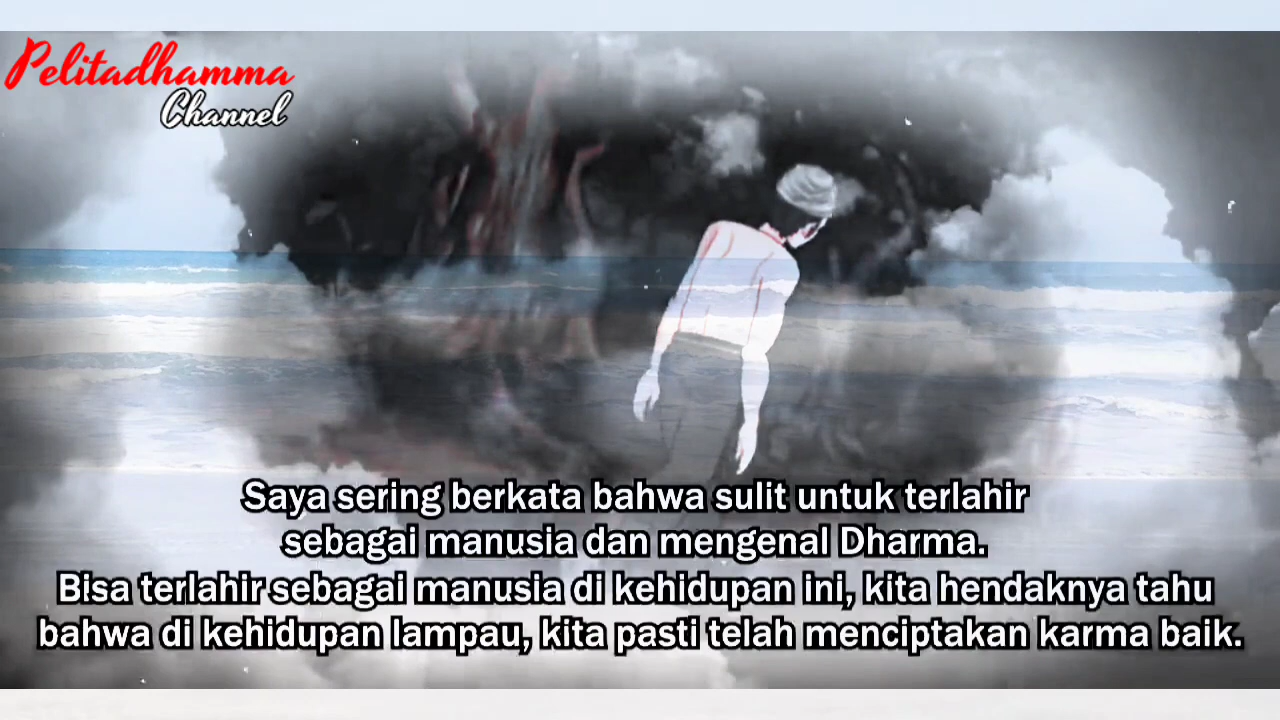 Pelitadhamma
Channel
Saya sering berkata bahwa sulit untuk terlahir
sebagai manusia dan mengenal Dharma.
Bisa terlahir sebagai manusia di kehidupan ini, kita hendaknya tahu
bahwa di kehidupan lampau, kita pasti telah menciptakan karma baik.